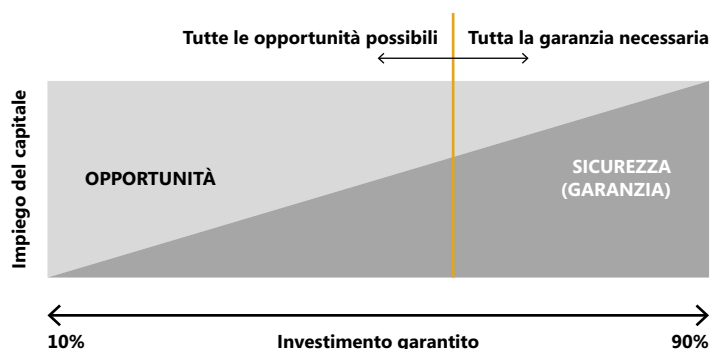 Tutte le opportunità possibili
Tutta la garanzia necessaria
Impiego del capitale
OPPORTUNITÀ
SICUREZZA
(GARANZIA)
10%
Investimento garantito
90%